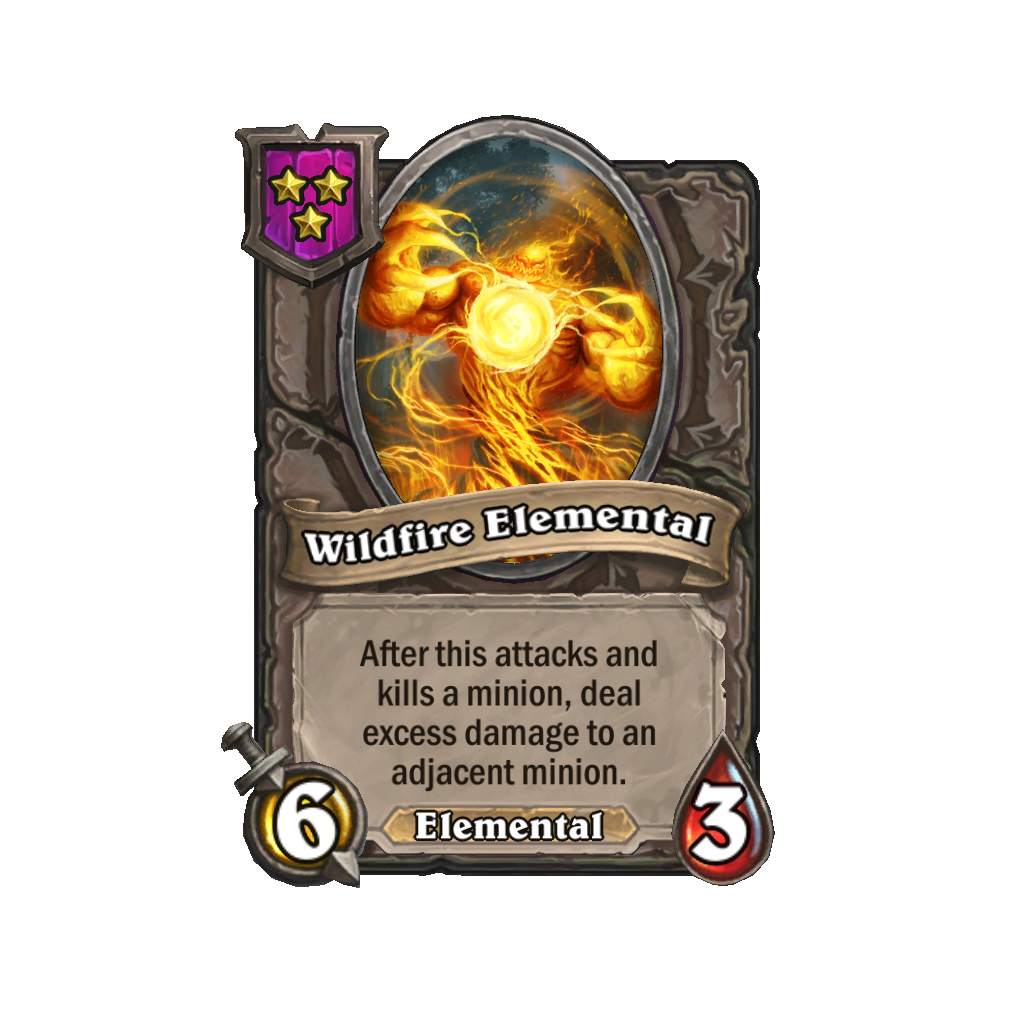 Wildfire Elemental
After this attacks and
kills a minion, deal
excess damage to an
adjacent minion.
6
Elemental
3